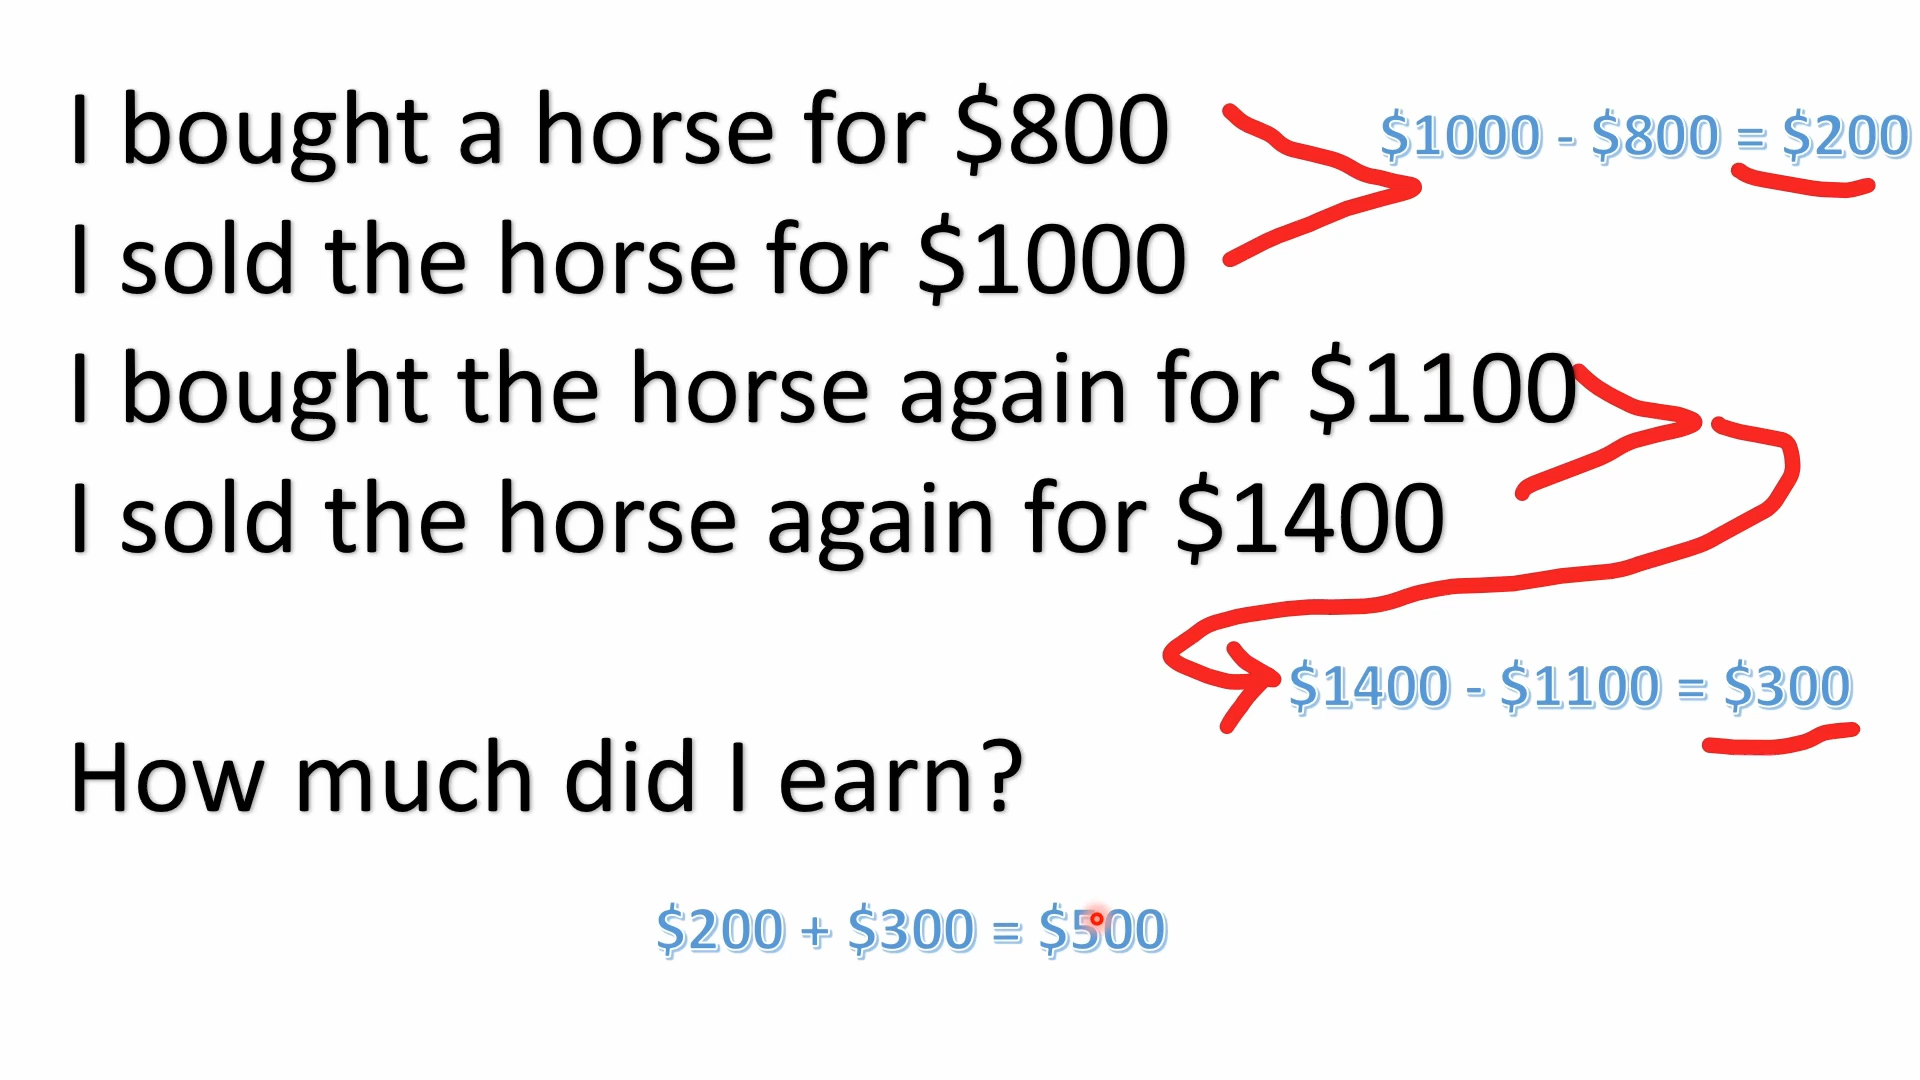 I bought a horse for $800
$1000 - $800 = $200
I sold the horse for $1000
I bought the horse again for $1100
I sold the horse again for $1400
$1400 - $1100 = $300
How much did I earn?
$200 + $300 = $500